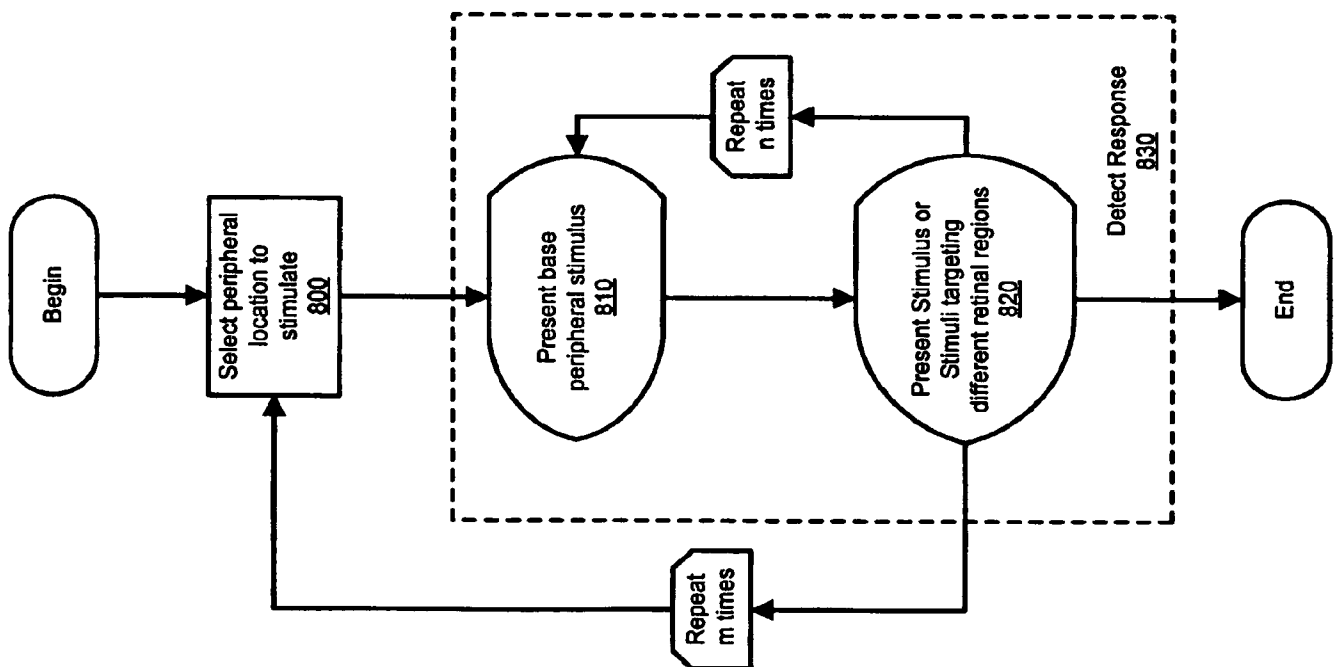 Begin
Select peripheral
location to
stimulate
800
Present base
peripheral stimulus
810
Repeat
n times
Present Stimulus or
Stimuli targeting
different retinal regions
820
Detect Response
830
Repeat
m times
End